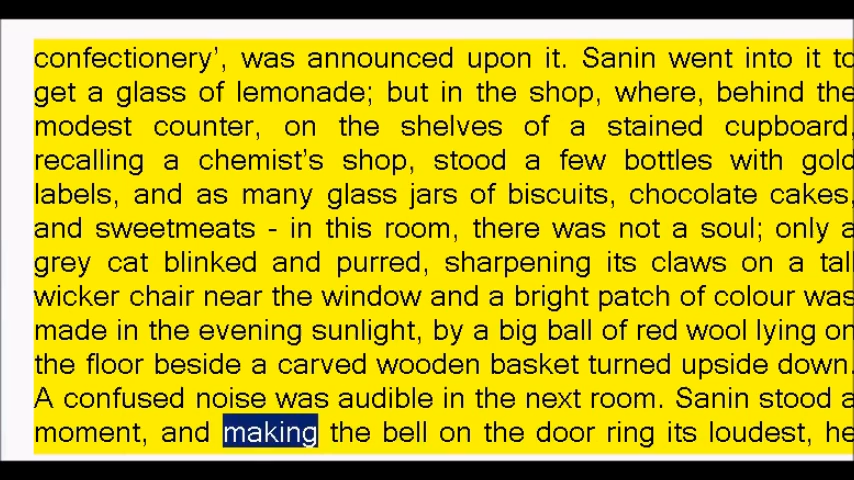 confectionery’, was announced upon it. Sanin went into it to
get a glass of lemonade; but in the shop, where, behind the
modest counter, on the shelves of a stained cupboard,
recalling a chemist’s shop, stood a few bottles with gold
labels, and as many glass jars of biscuits, chocolate cakes,
and sweetmeats - in this room, there was not a soul; only a
grey cat blinked and purred, sharpening its claws on a tall
wicker chair near the window and a bright patch of colour was
made in the evening sunlight, by a big ball of red wool lying on
the floor beside a carved wooden basket turned upside down.
A confused noise was audible in the next room. Sanin stood a
moment, and making the bell on the door ring its loudest, he